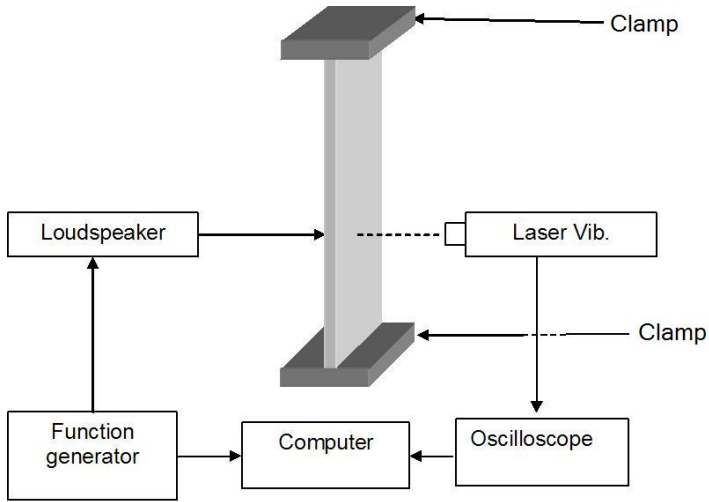 Clamp
Loudspeaker
Laser Vib.
Clamp
Function
generator
Computer
Oscilloscope